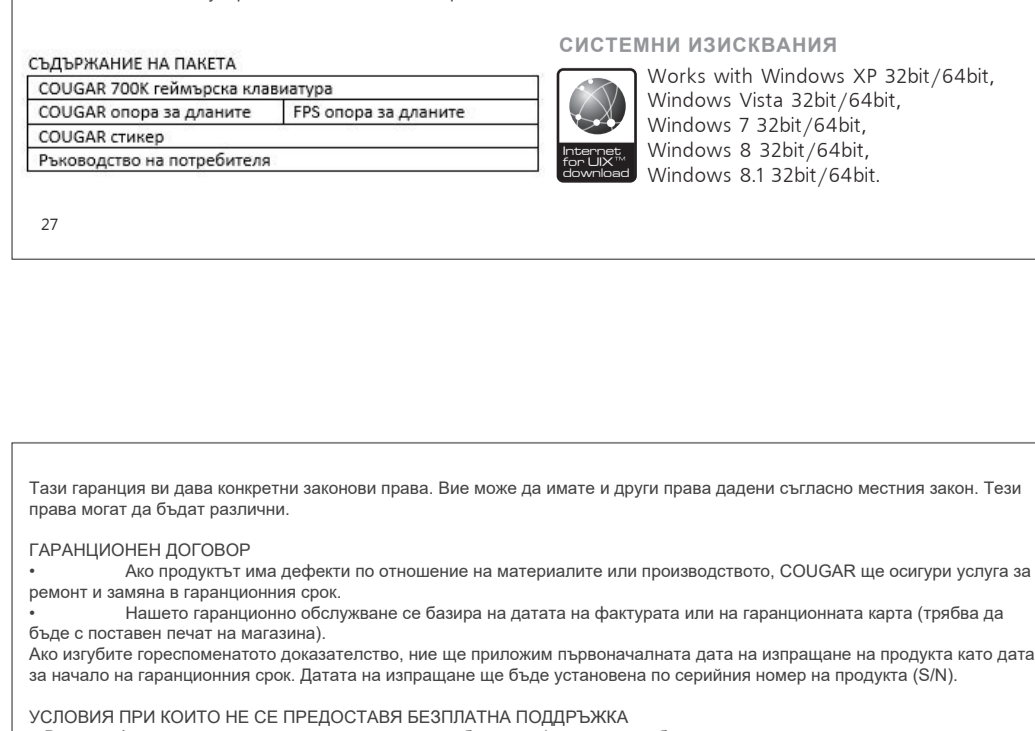 СЪДЪРЖАНИЕ НА ПАКЕТА
COUGAR 700K геймърска клавиатура
COUGAR опора за дланите FPS опора за дланите
COUGAR стикер
Ръководство на потребителя
СИСТЕМНИ ИЗИСКВАНИЯ
Internet
for UIX™
download
Works with Windows XP 32bit/64bit,
Windows Vista 32bit/64bit,
Windows 7 32bit/64bit,
Windows 8 32bit/64bit,
Windows 8.1 32bit/64bit.
27
Тази гаранция ви дава конкретни законови права. Вие може да имате и други права дадени съгласно местния закон. Тези
права могат да бъдат различни.
ГАРАНЦИОНЕН ДОГОВОР
• Ако продуктът има дефекти по отношение на материалите или производството, COUGAR ще осигури услуга за
ремонт и замяна в гаранционния срок.
• Нашето гаранционно обслужване се базира на датата на фактурата или на гаранционната карта (трябва да
бъде с поставен печат на магазина).
Ако изгубите гореспоменатото доказателство, ние ще приложим първоначалната дата на изпращане на продукта като дата
за начало на гаранционния срок. Датата на изпращане ще бъде установена по серийния номер на продукта (S/N).
УСЛОВИЯ ПРИ КОИТО НЕ СЕ ПРЕДОСТАВЯ БЕЗПЛАТНА ПОДДРЪЖКА